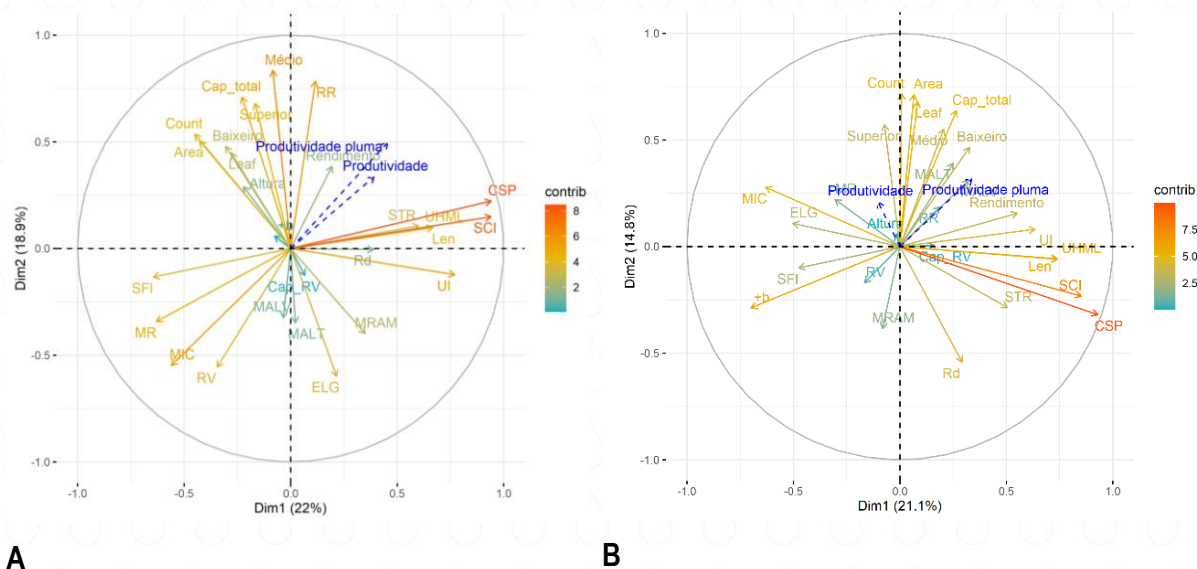 Dim2 (18.9%)
1.0
0.5
0.0
-0.5
-1.0
-1.0
-0.5
0.0
0.5
1.0
Dim1 (22%)
Médio
Cap_total
RR
Superior
Count
Baixeiro
Produtividade pluma
Area
Leaf
Rendimento
Produtividade
Altura
CSP
STR
UHML
SCI
Len
Rd
SFI
Cap_RV
UI
MALV
MR
MALT
MRAM
MIC
RV
ELG
contrib
8
6
4
2
A
Dim2 (14.8%)
1.0
0.5
0.0
-0.5
-1.0
-1.0
-0.5
0.0
0.5
1.0
Dim1 (21.1%)
Count
Area
Leaf
Cap_total
Superior
Médio
Baixeiro
MALT
MR
Produtividade
Produtividade pluma
MIC
Rendimento
ELG
Altura
RR
UI
Cap_RV
UHML
Len
SFI
RV
SCI
+b
STR
MRAM
CSP
Rd
contrib
7.5
5.0
2.5
B